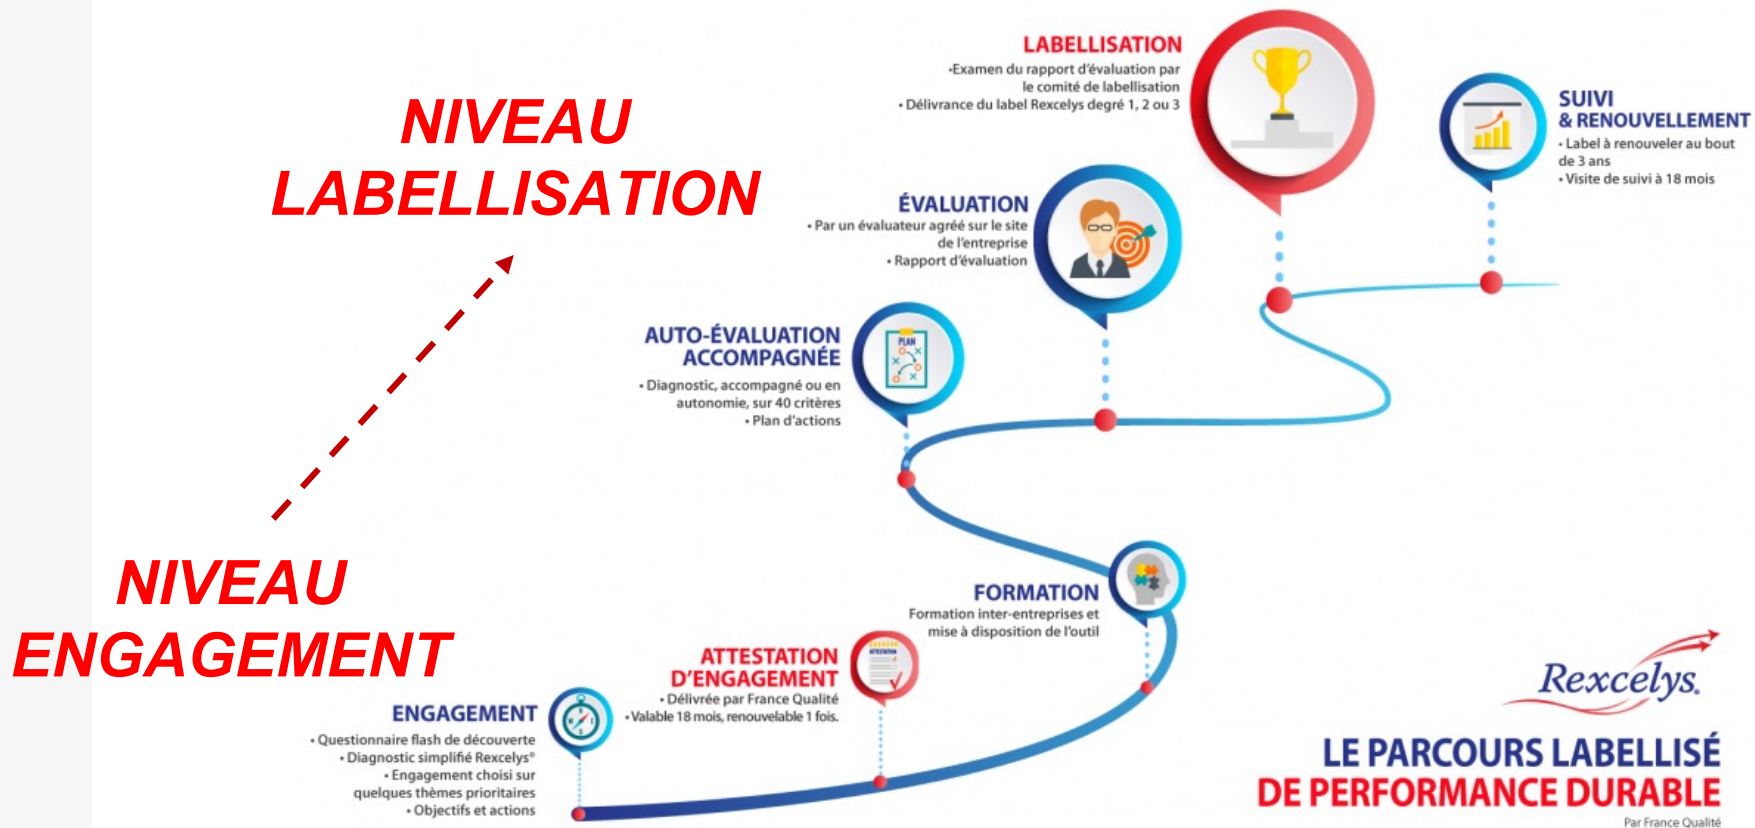 NIVEAU
LABELLISATION
NIVEAU
ENGAGEMENT
LABELLISATION
•Examen du rapport d’évaluation par
le comité de labellisation
• Délivrance du label Rexcelys degré 1, 2 ou 3
SUIVI
& RENOUVELLEMENT
• Label à renouveler au bout
de 3 ans
• Visite de suivi à 18 mois
ÉVALUATION
• Par un évaluateur agréé sur le site
de l’entreprise
• Rapport d’évaluation
AUTO-ÉVALUATION
ACCOMPAGNÉE
• Diagnostic, accompagné ou en
autonomie, sur 40 critères
• Plan d’actions
PLAN
FORMATION
Formation inter-entreprises et
mise à disposition de l’outil
ATTESTATION
D’ENGAGEMENT
• Délivrée par France Qualité
• Valable 18 mois, renouvelable 1 fois.
ATTESTATION
ENGAGEMENT
• Questionnaire flash de découverte
• Diagnostic simplifié Rexcelys®
• Engagement choisi sur
quelques thèmes prioritaires
• Objectifs et actions
Rexcelys®
LE PARCOURS LABELLISÉ
DE PERFORMANCE DURABLE
Par France Qualité